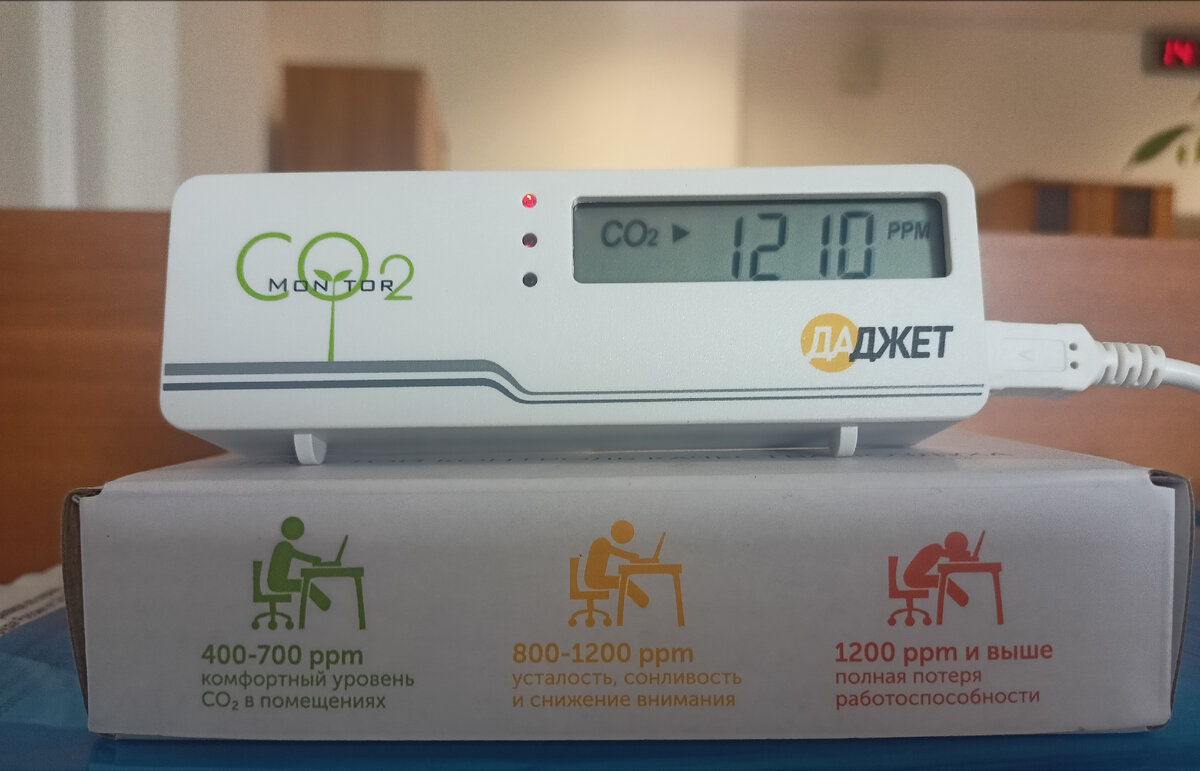 14
CO2
MONITOR
CO₂ ▶ 1210 PPM
ДАДЖЕТ
400-700 ppm
комфортный уровень
CO₂ в помещениях
800-1200 ppm
усталость, сонливость
и снижение внимания
1200 ppm и выше
полная потеря
работоспособности